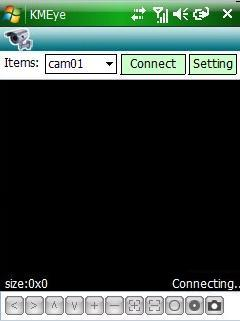 KMEye
Items: cam01 Connect Setting
size:0x0 Connecting..